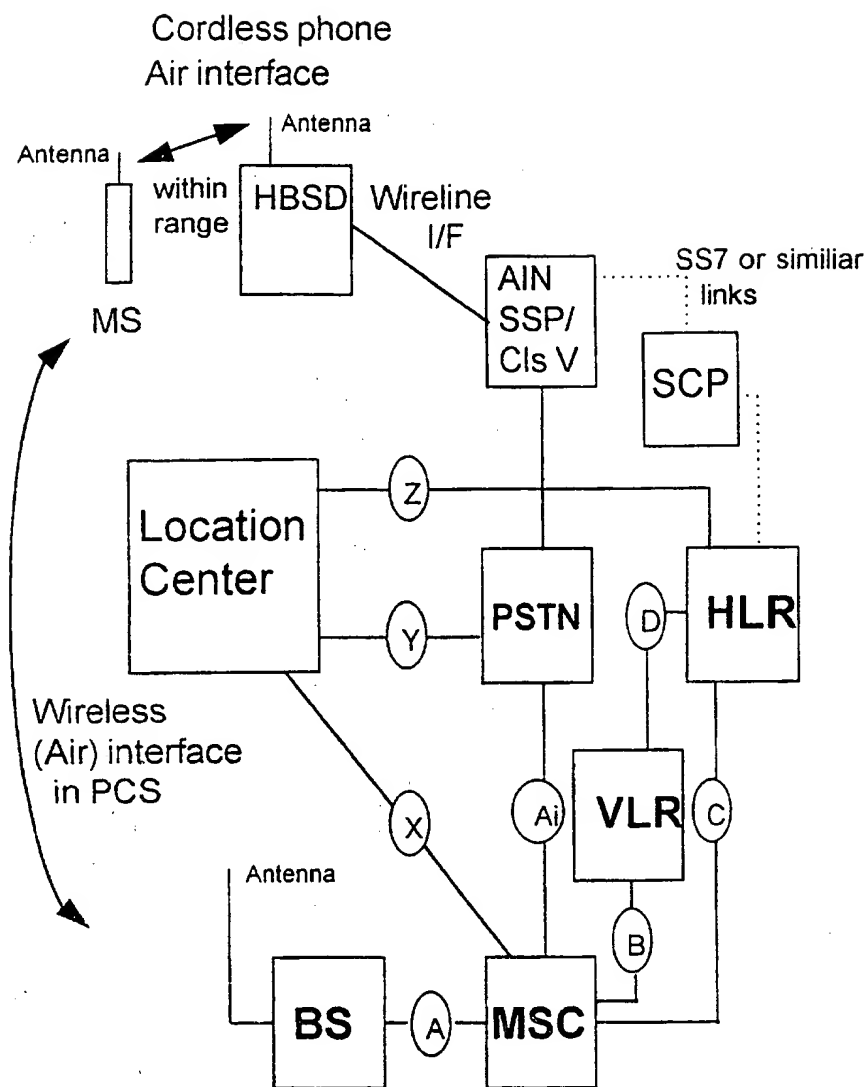 Cordless phone
Air interface
Antenna
Antenna
within
range
HBSD
Wireline
I/F
MS
AIN
SSP/
Cls V
SS7 or similiar
links
SCP
Location
Center
Z
Y
PSTN
D
HLR
Wireless
(Air) interface
in PCS
X
Ai
VLR
C
Antenna
B
BS
A
MSC